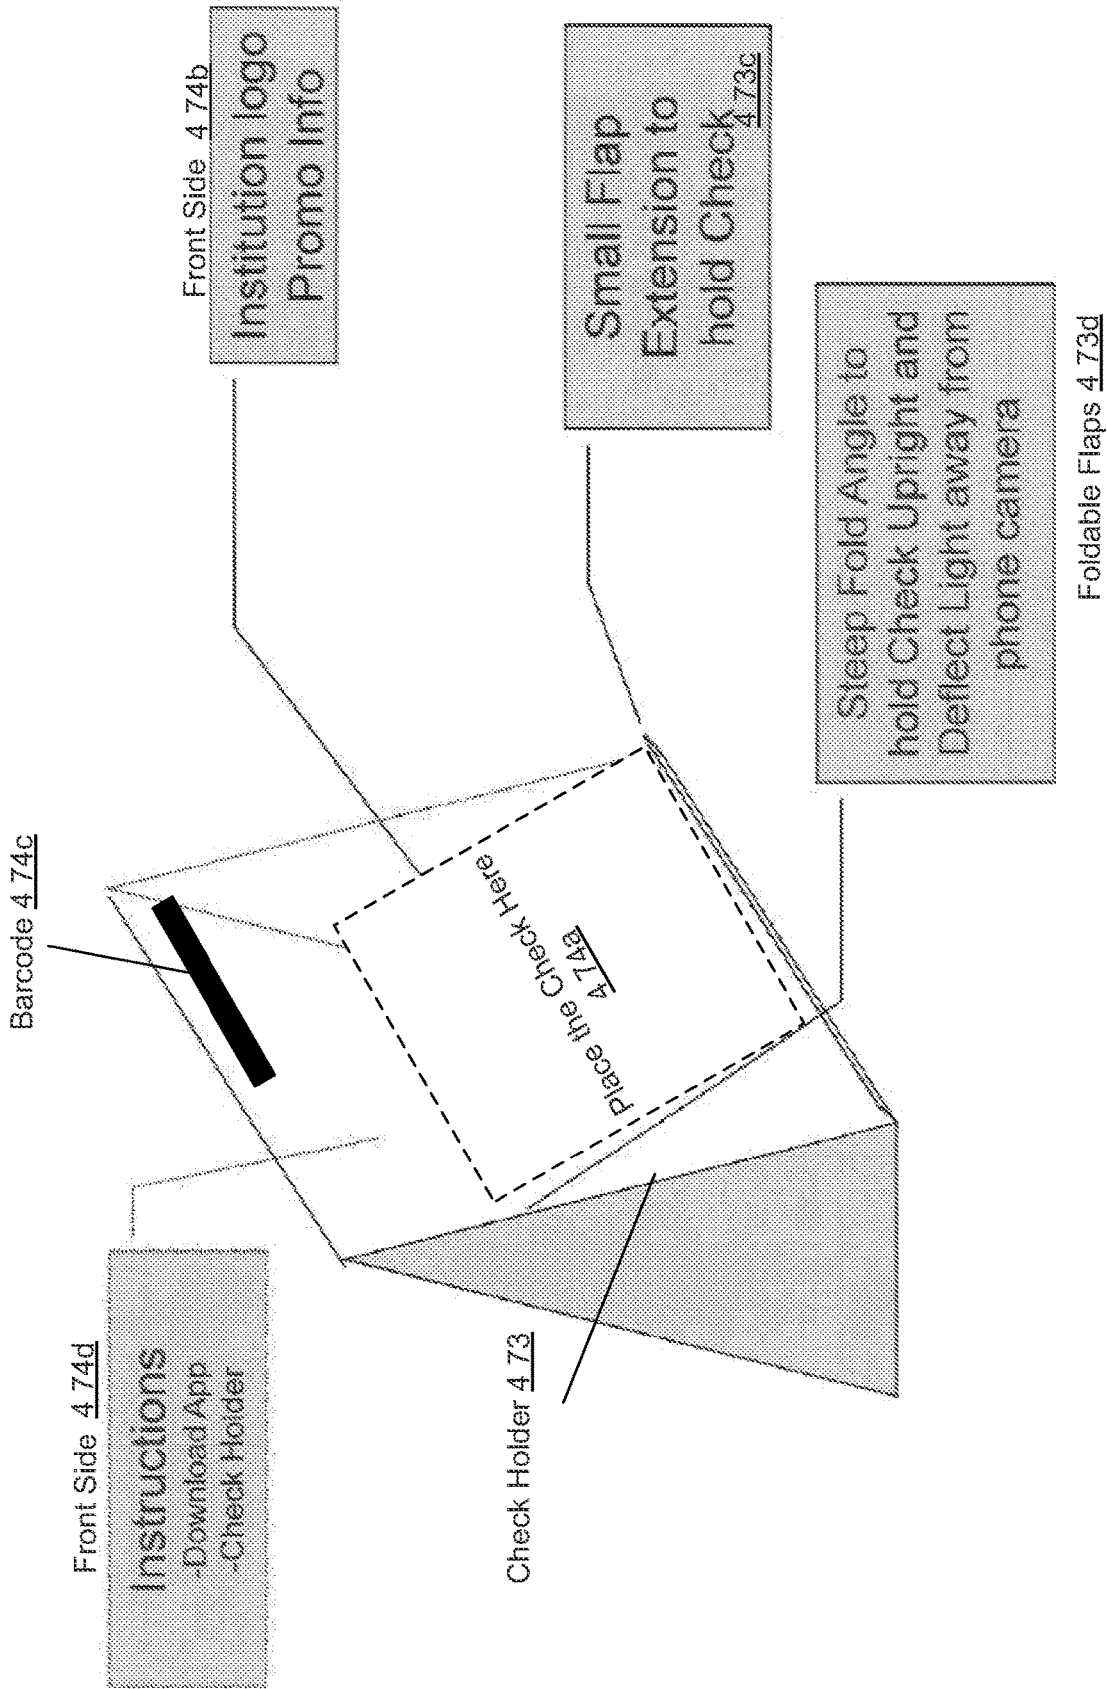 Front Side 4 74d
Instructions
-Download App
-Check Holder
Barcode 4 74c
Front Side 4 74b
Institution logo
Promo Info
Check Holder 4 73
Place the Check Here
4 74a
Small Flap
Extension to
hold Check
4 73c
Steep Fold Angle to
hold Check Upright and
Deflect Light away from
phone camera
Foldable Flaps 4 73d